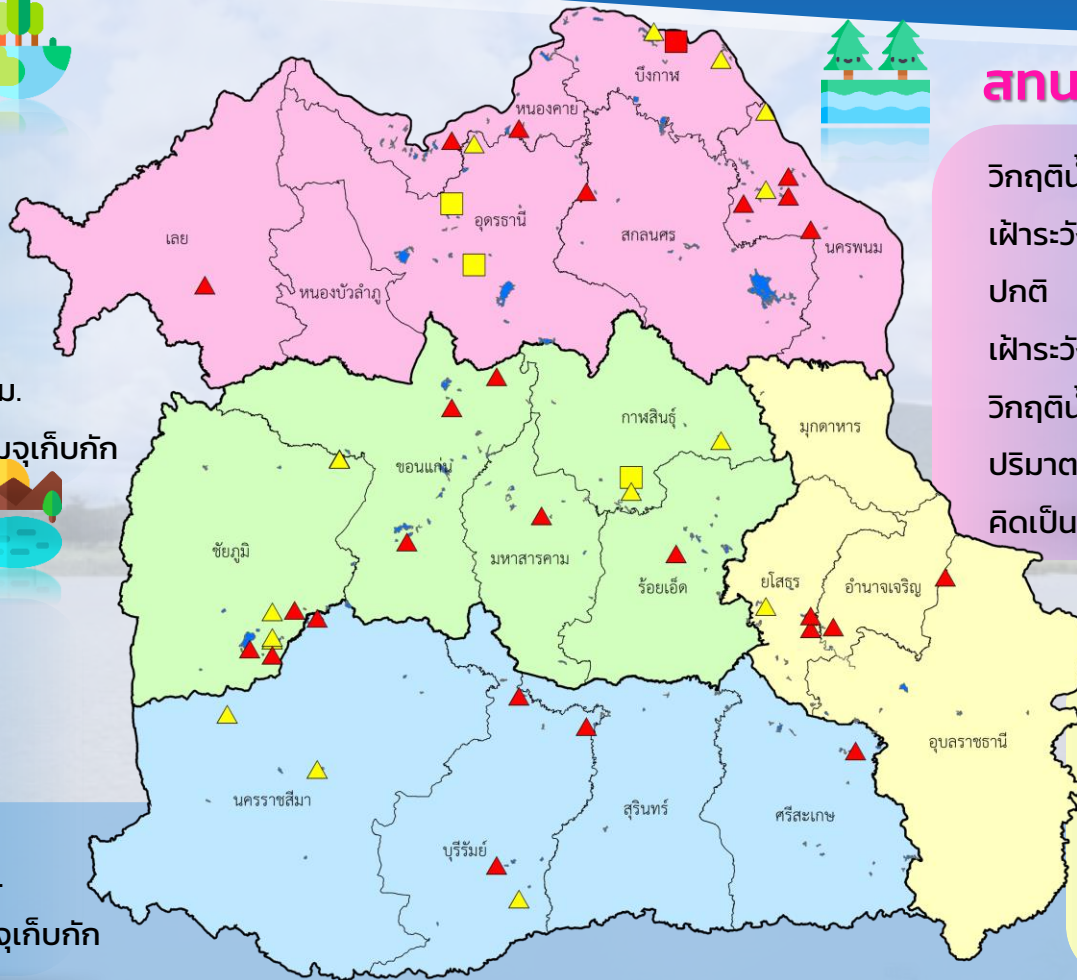 สทน
วิกฤติน้
เฝ้าระวั
ปกติ
เฝ้าระวั
วิกฤติน้
ปริมาต
คิดเป็น
ม.
มจุเก็บกัก
.
จุเก็บกัก
บึงกาฬ
หนองคาย
เลย
อุดรธานี
สกลนคร
นครพนม
หนองบัวลำภู
กาฬสินธุ์
มุกดาหาร
ขอนแก่น
ชัยภูมิ
มหาสารคาม
ร้อยเอ็ด
ยโสธร
อำนาจเจริญ
อุบลราชธานี
นครราชสีมา
บุรีรัมย์
สุรินทร์
ศรีสะเกษ